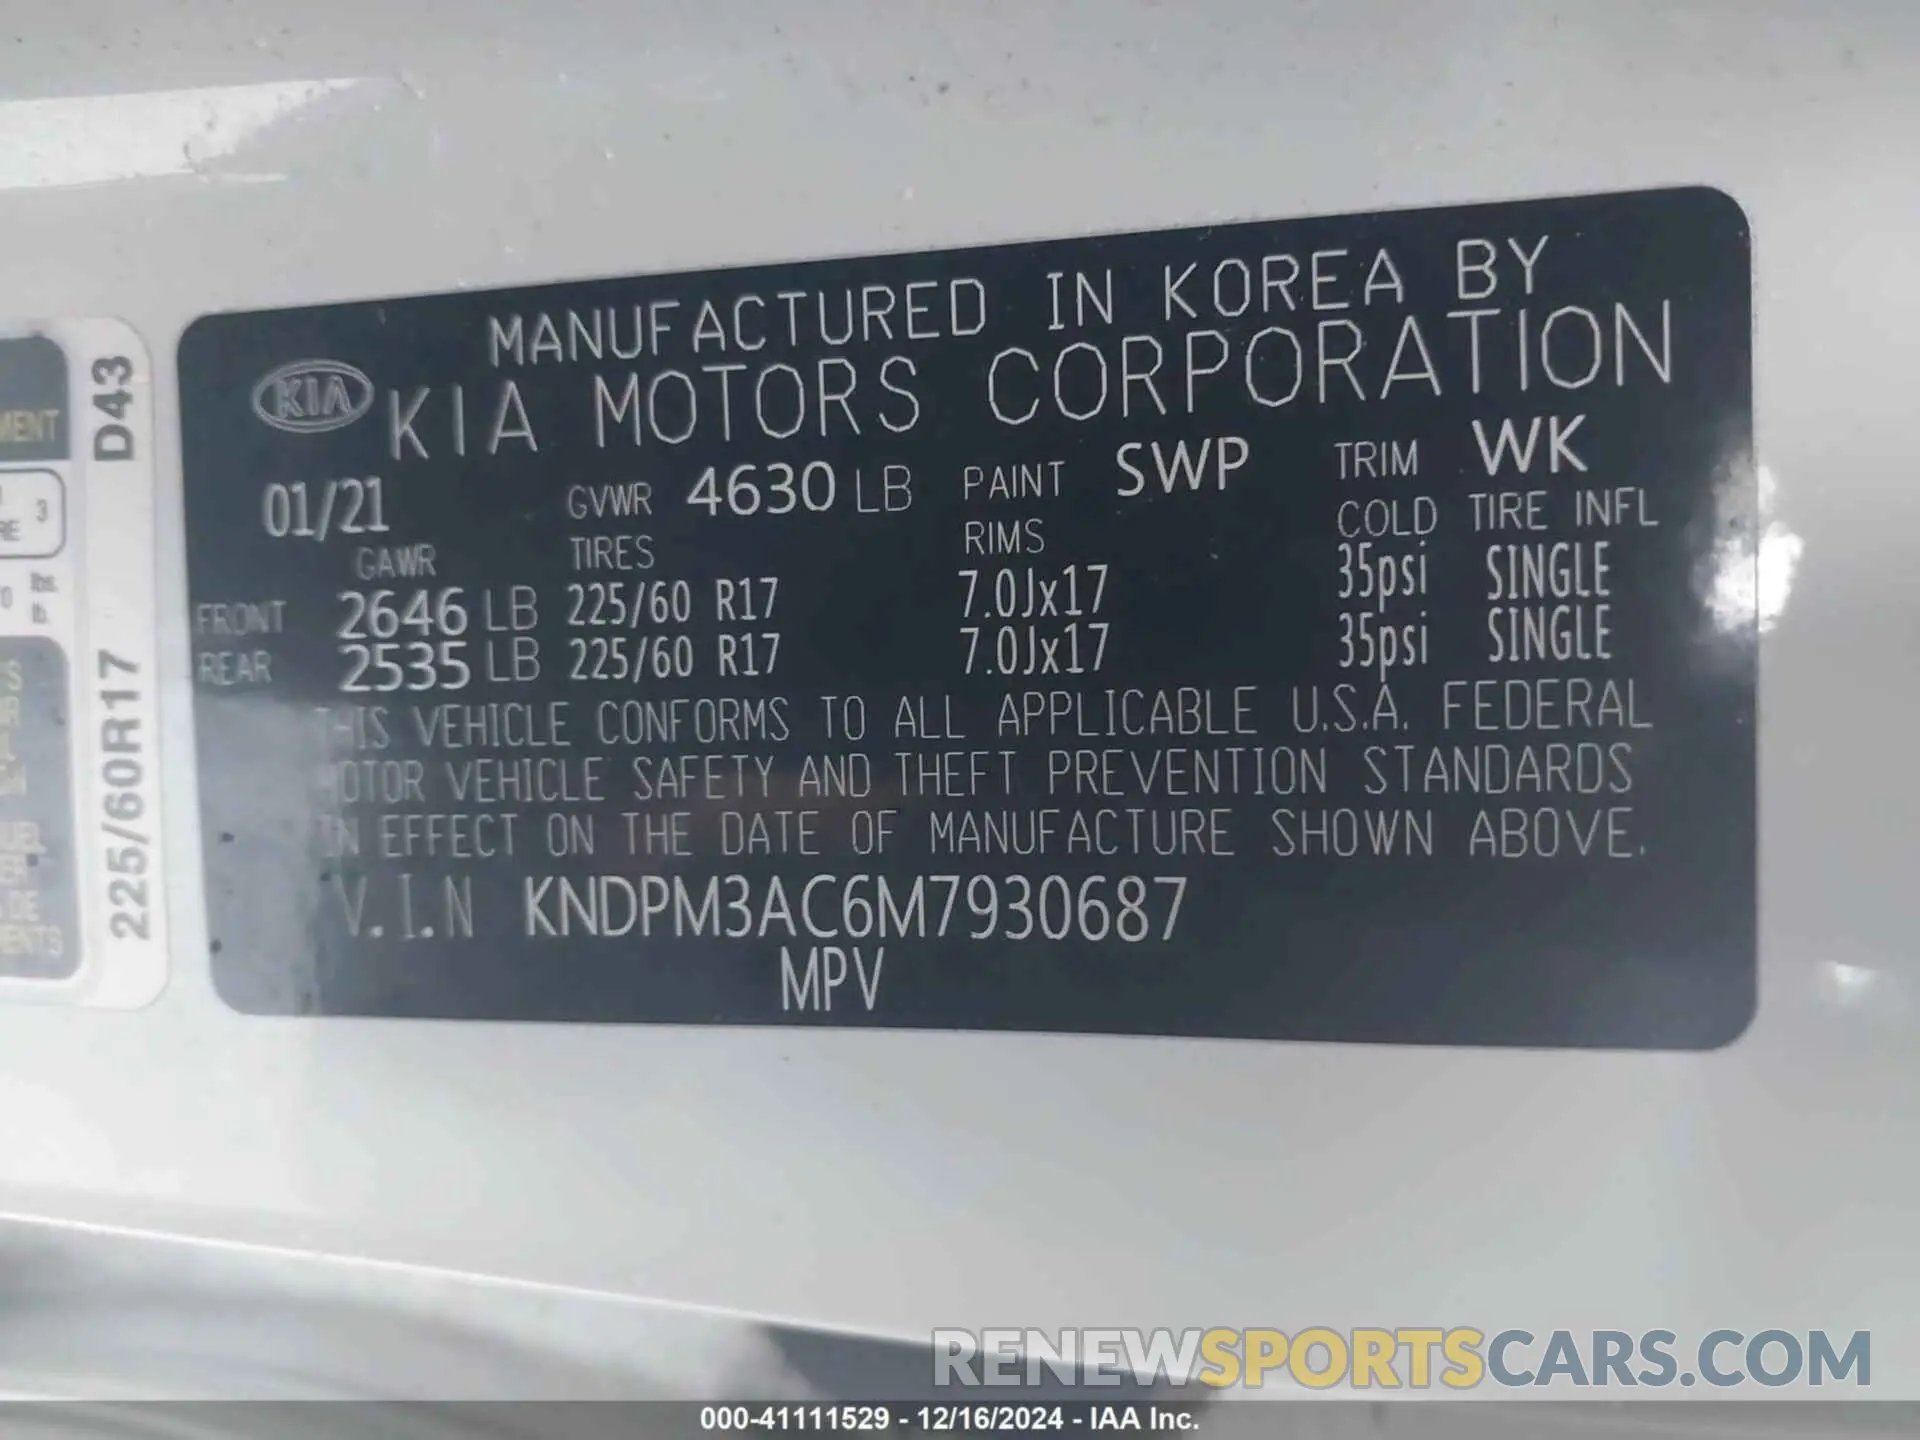 MANUFACTURED IN KOREA BY
KIA KIA MOTORS CORPORATION
01/21 GVWR 4630 LB PAINT SWP TRIM WK
GAWR TIRES RIMS COLD TIRE INFL
FRONT 2646 LB 225/60 R17 7.0Jx17 35psi SINGLE
REAR 2535 LB 225/60 R17 7.0Jx17 35psi SINGLE
THIS VEHICLE CONFORMS TO ALL APPLICABLE U.S.A. FEDERAL
MOTOR VEHICLE SAFETY AND THEFT PREVENTION STANDARDS
IN EFFECT ON THE DATE OF MANUFACTURE SHOWN ABOVE.
V.I.N KNDPM3AC6M7930687
MPV
225/60R17 D43
3
lbs.
lb.
DE
RENEWSPORTSCARS.COM
000-41111529 - 12/16/2024 - IAA Inc.